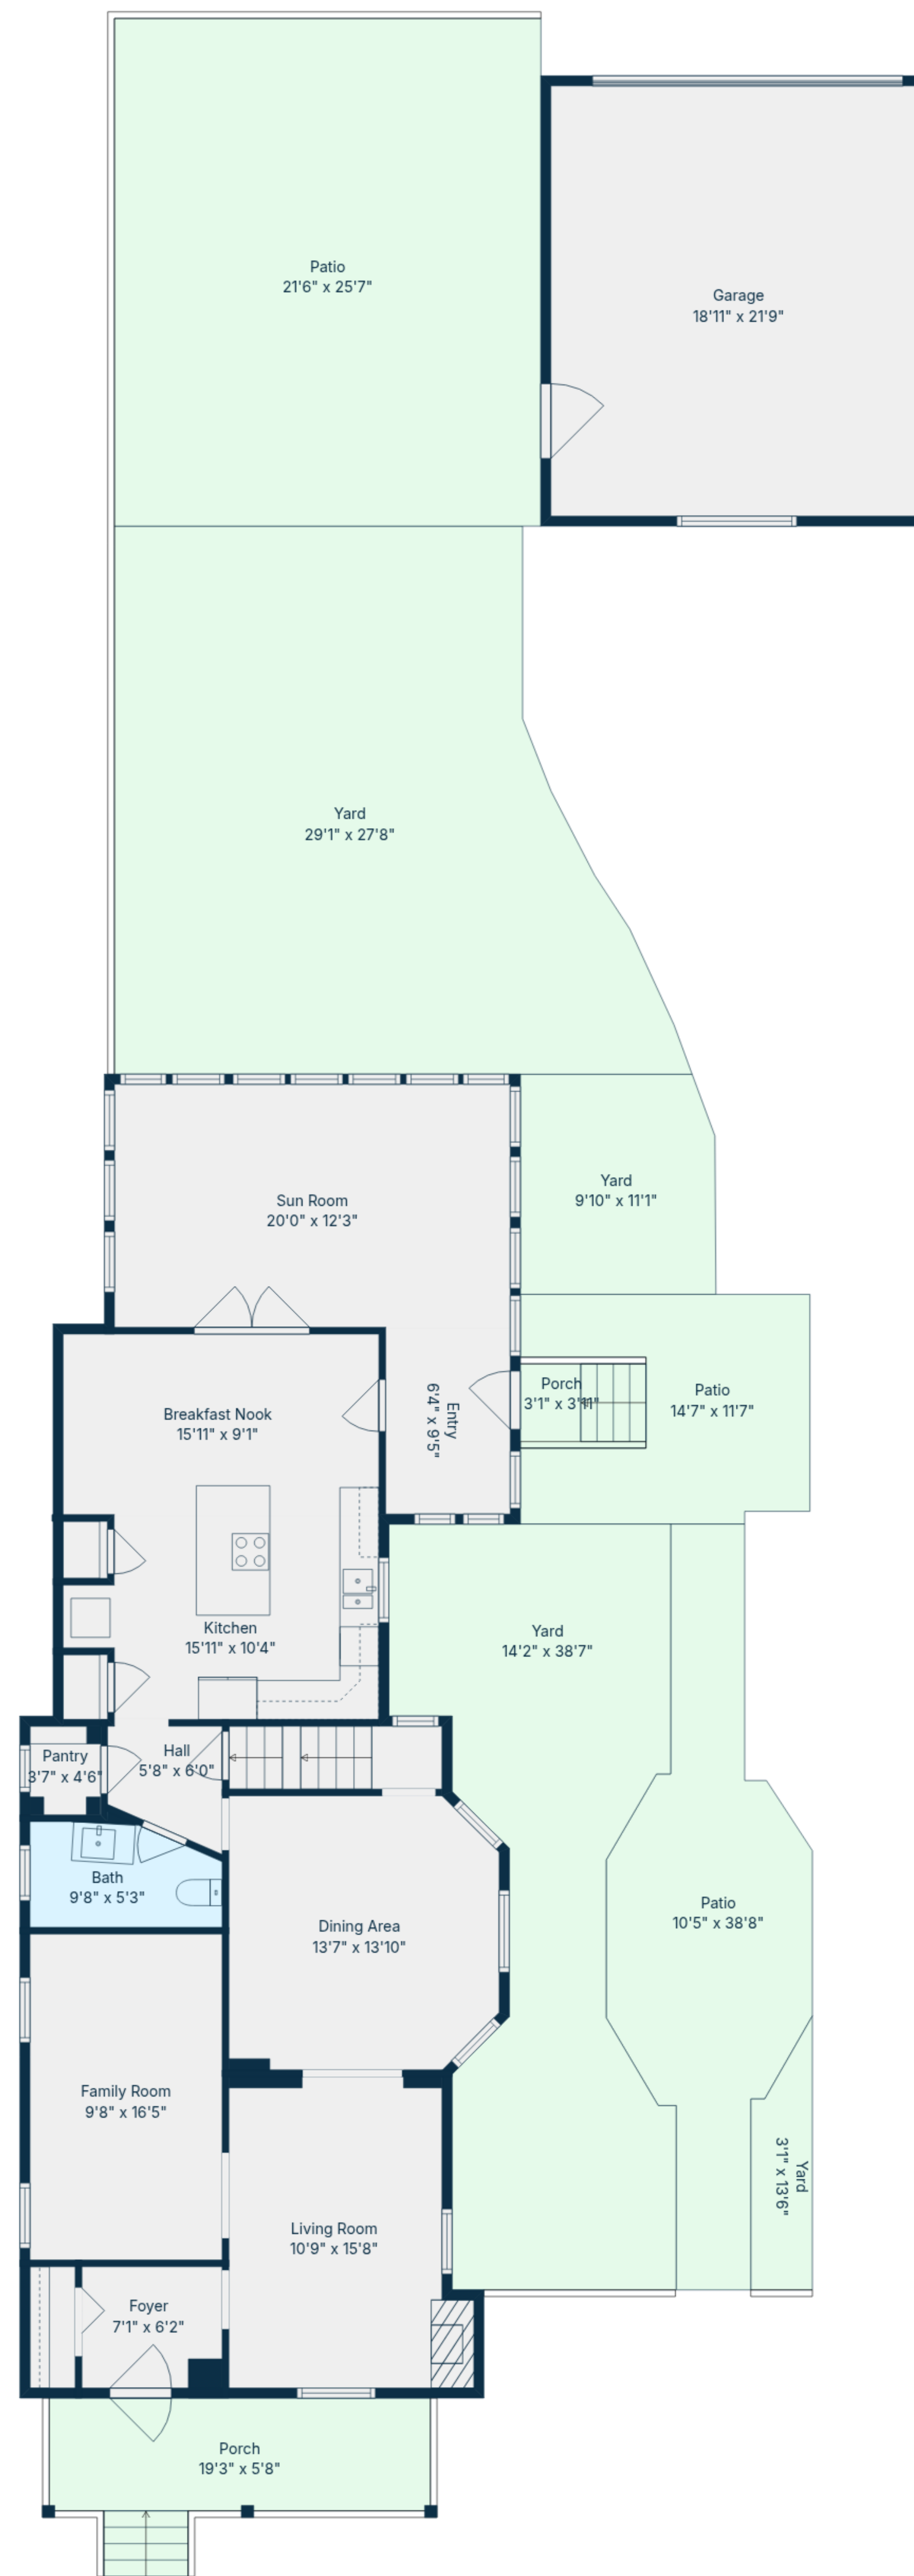 Patio
21'6" x 25'7"
Garage
18'11" x 21'9"
Yard
29'1" x 27'8"
Yard
9'10" x 11'1"
Sun Room
20'0" x 12'3"
Porch
3'1" x 3'11"
Patio
14'7" x 11'7"
Entry
6'4" x 9'5"
Breakfast Nook
15'11" x 9'1"
Kitchen
15'11" x 10'4"
Yard
14'2" x 38'7"
Hall
5'8" x 6'0"
Pantry
3'7" x 4'6"
Bath
9'8" x 5'3"
Patio
10'5" x 38'8"
Dining Area
13'7" x 13'10"
Family Room
9'8" x 16'5"
Yard
3'1" x 13'6"
Living Room
10'9" x 15'8"
Foyer
7'1" x 6'2"
Porch
19'3" x 5'8"